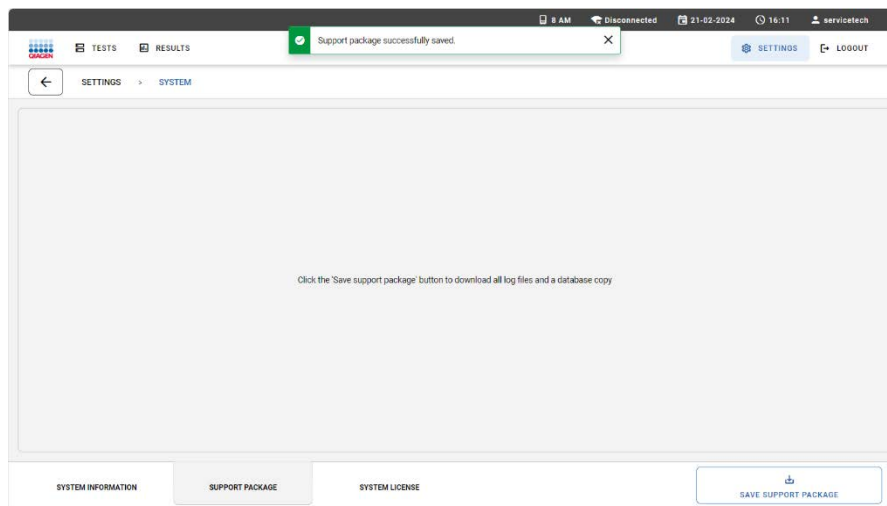 8 AM Disconnected 21-02-2024 16:11 servicetech
QIAGEN TESTS RESULTS Support package successfully saved. SETTINGS LOGOUT
SETTINGS > SYSTEM
Click the 'Save support package' button to download all log files and a database copy
SYSTEM INFORMATION SUPPORT PACKAGE SYSTEM LICENSE SAVE SUPPORT PACKAGE